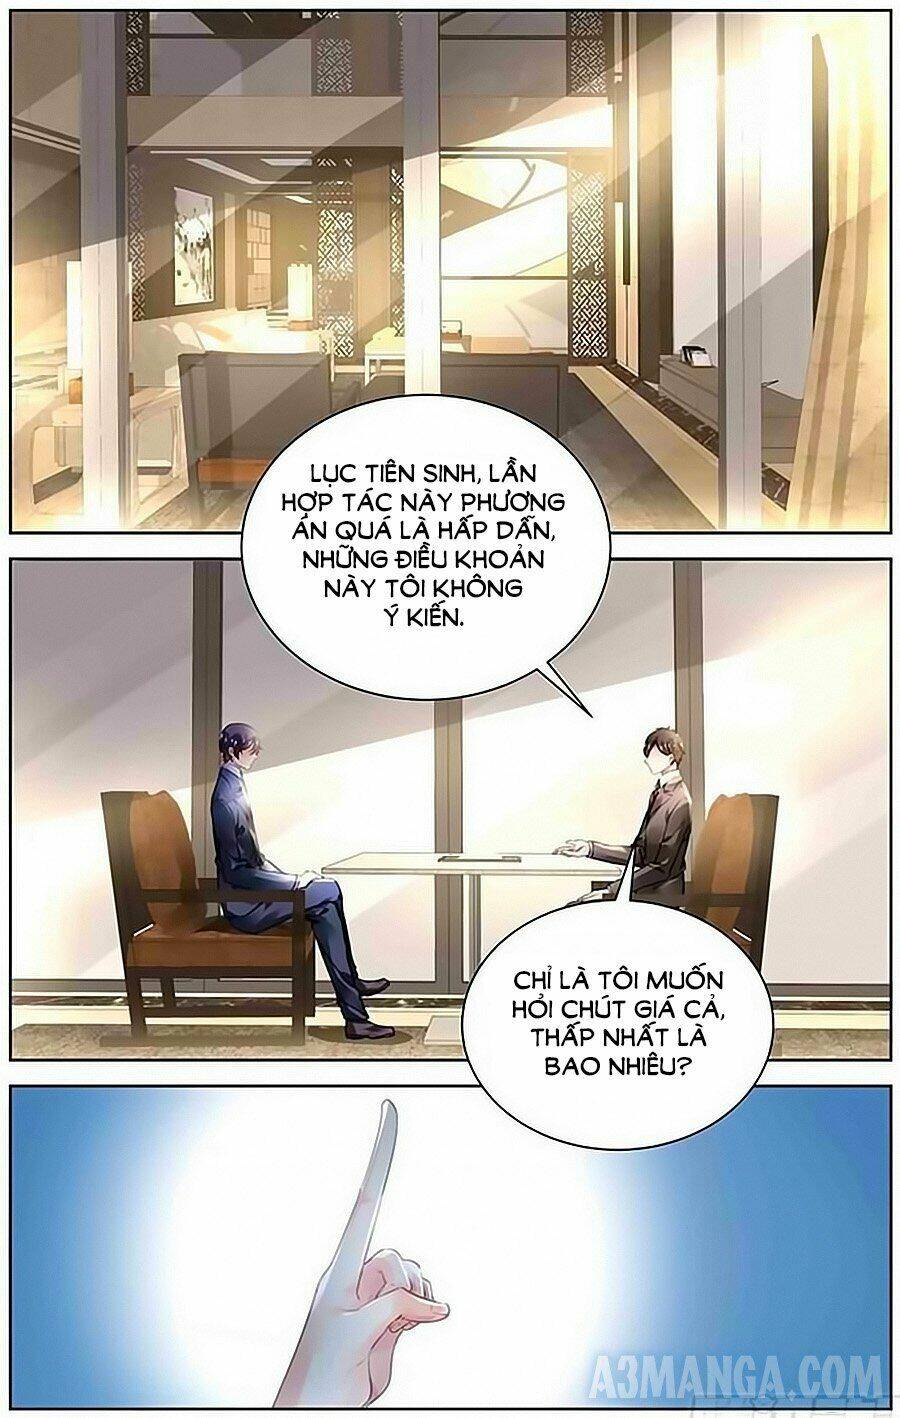 LỤC TIÊN SINH, LẦN
HỢP TÁC NÀY PHƯƠNG
ÁN QUÁ LÀ HẤP DẪN,
NHỮNG ĐIỀU KHOẢN
NÀY TÔI KHÔNG
Ý KIẾN.
CHỈ LÀ TÔI MUỐN
HỎI CHÚT GIÁ CẢ,
THẤP NHẤT LÀ
BAO NHIÊU?
A3MANGA.COM